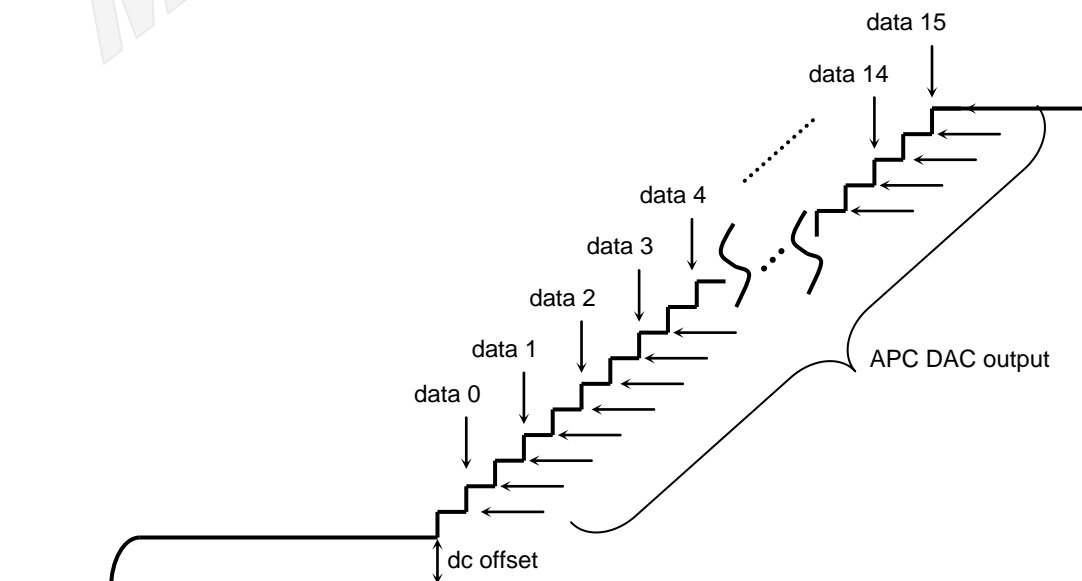 data 15
data 14
data 4
data 3
data 2
data 1
data 0
APC DAC output
dc offset